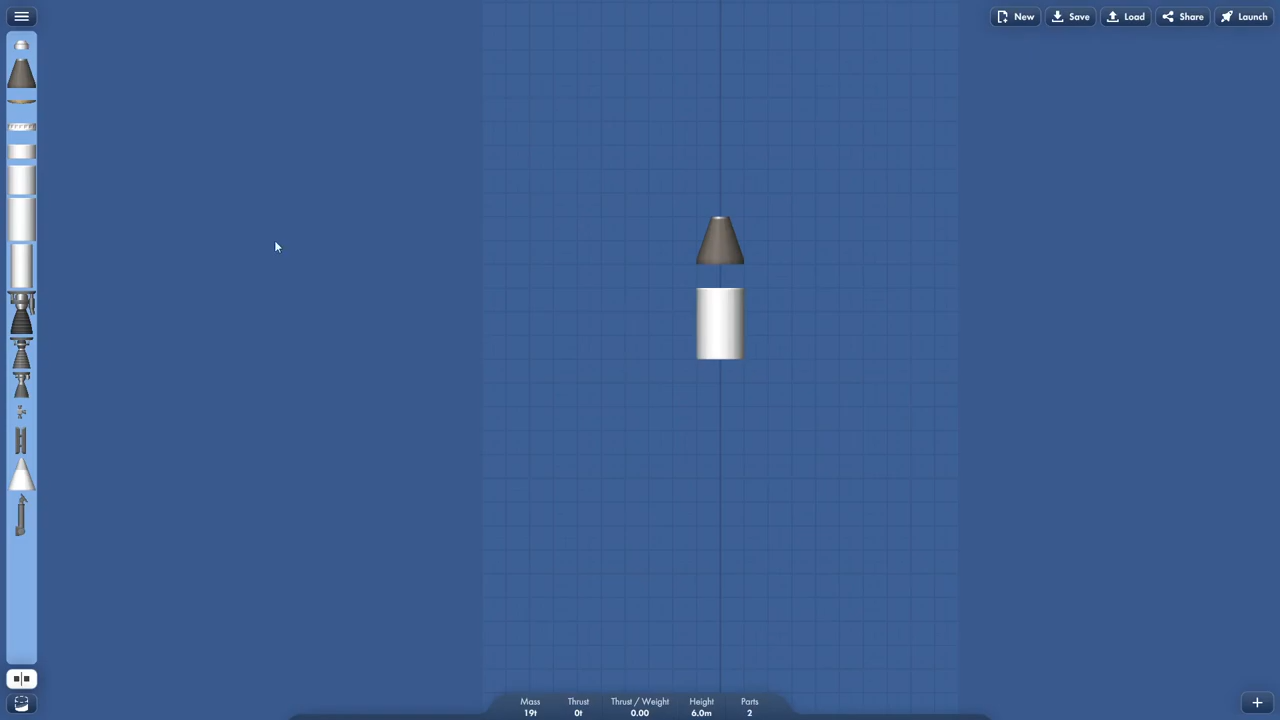 New
Save
Load
Share
Launch
Mass
Thrust
Thrust / Weight
Height
Parts
19t
0t
0.00
6.0m
2